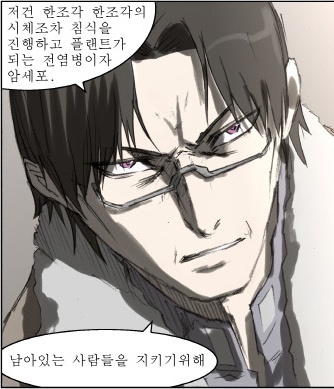 저건 한조각 한조각의
시체조차 침식을
진행하고 플랜트가
되는 전염병이자
암세포.
남아있는 사람들을 지키기위해